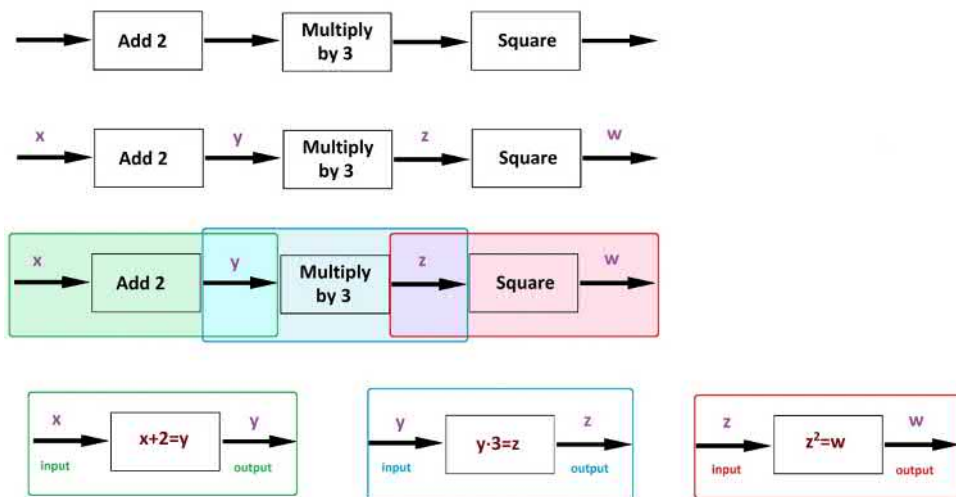 Add 2 Multiply by 3 Square
x y z w
Add 2 Multiply by 3 Square
x y z w
Add 2 Multiply by 3 Square
x y y z z w
x+2=y y·3=z z²=w
input output input output input output